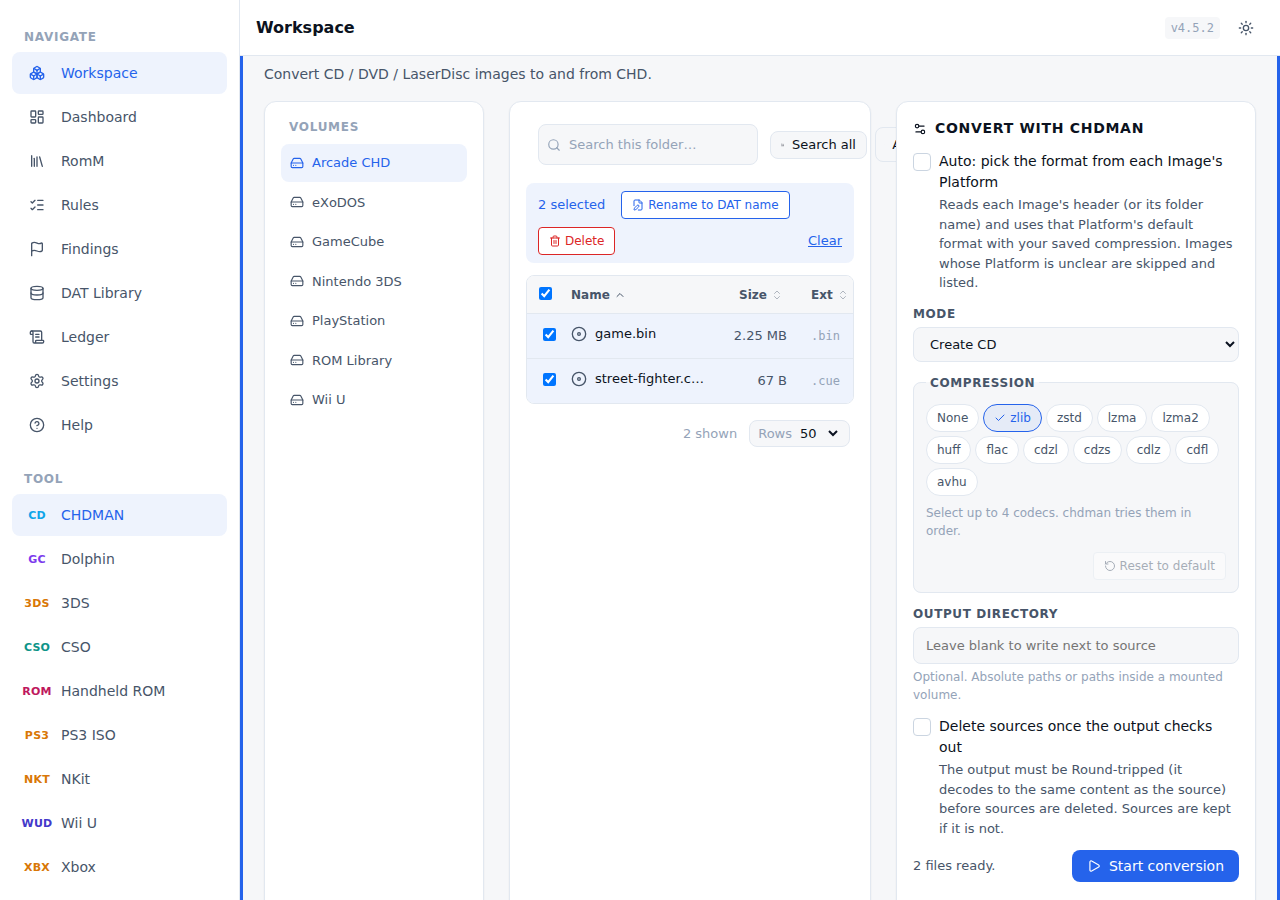 NAVIGATE
Workspace
Dashboard
RomM
Rules
Findings
DAT Library
Ledger
Settings
Help
TOOL
CD CHDMAN
GC Dolphin
3DS 3DS
CSO CSO
ROM Handheld ROM
PS3 PS3 ISO
NKT NKit
WUD Wii U
XBX Xbox
Workspace
v4.5.2
Convert CD / DVD / LaserDisc images to and from CHD.
VOLUMES
Arcade CHD
eXoDOS
GameCube
Nintendo 3DS
PlayStation
ROM Library
Wii U
Search this folder…
Search all
2 selected
Rename to DAT name
Delete
Clear
Name Size Ext
game.bin 2.25 MB .bin
street-fighter.c… 67 B .cue
2 shown Rows 50
CONVERT WITH CHDMAN
Auto: pick the format from each Image's
Platform
Reads each Image's header (or its folder
name) and uses that Platform's default
format with your saved compression. Images
whose Platform is unclear are skipped and
listed.
MODE
Create CD
COMPRESSION
None zlib zstd lzma lzma2
huff flac cdzl cdzs cdlz cdfl
avhu
Select up to 4 codecs. chdman tries them in
order.
Reset to default
OUTPUT DIRECTORY
Leave blank to write next to source
Optional. Absolute paths or paths inside a mounted
volume.
Delete sources once the output checks
out
The output must be Round-tripped (it
decodes to the same content as the source)
before sources are deleted. Sources are kept
if it is not.
2 files ready.
Start conversion